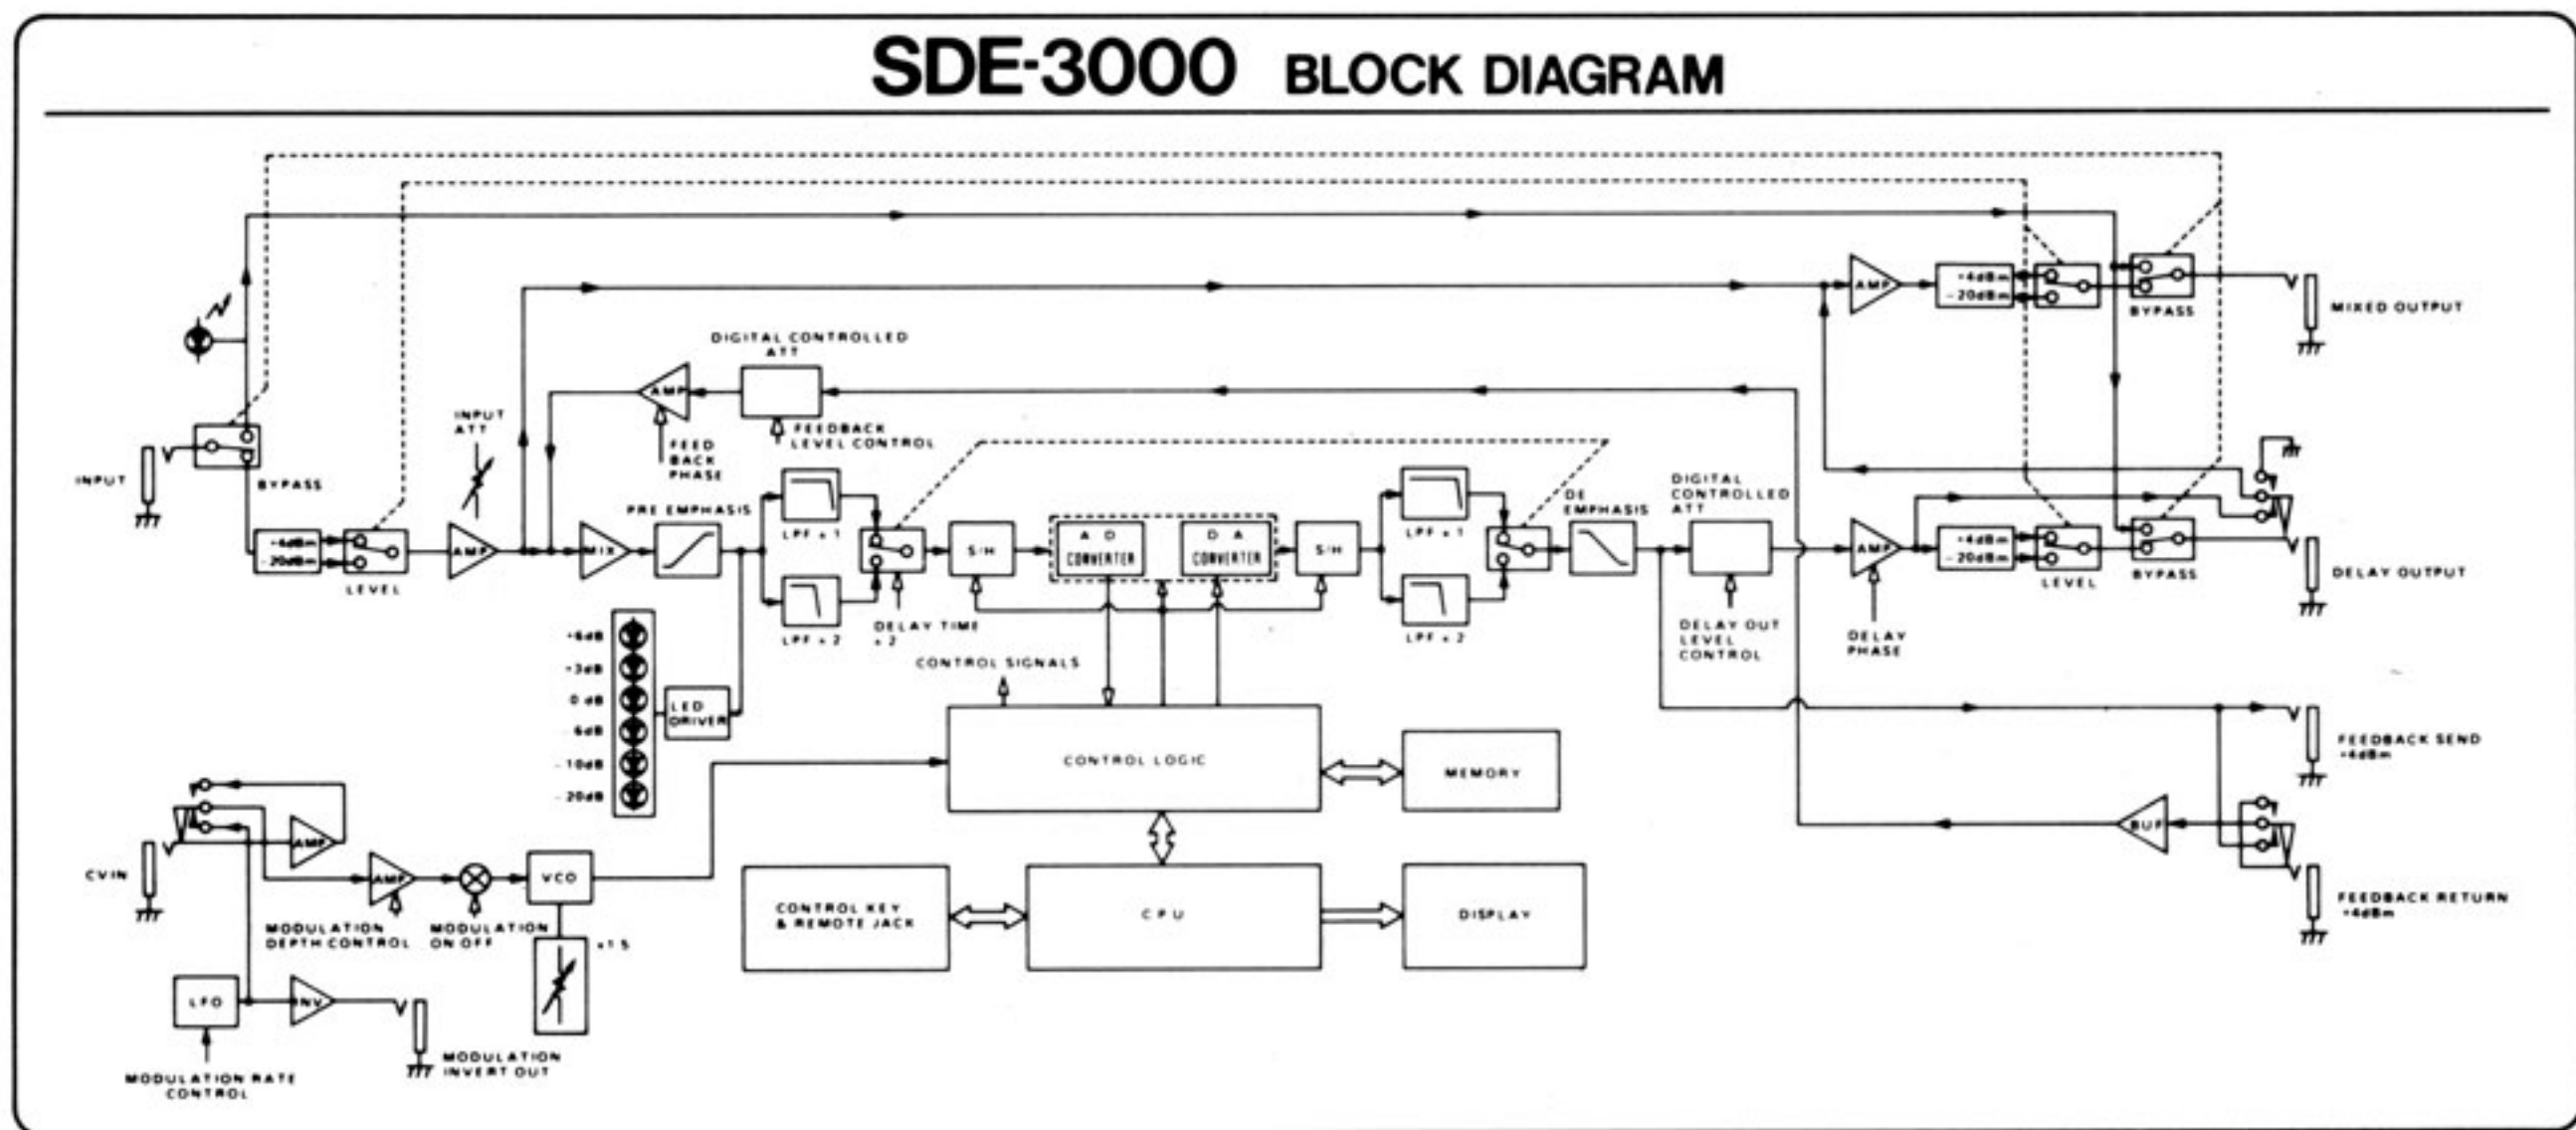 SDE-3000 BLOCK DIAGRAM
AMP
+4dBm
-20dBm
BYPASS
MIXED OUTPUT
DIGITAL CONTROLLED
ATT
AMP
FEEDBACK
LEVEL CONTROL
FEED
BACK
PHASE
INPUT
ATT
INPUT
BYPASS
+4dBm
-20dBm
LEVEL
AMP
MIX
PRE EMPHASIS
LPF x 1
LPF x 2
DELAY TIME
x 2
S/H
A D
CONVERTER
D A
CONVERTER
S/H
LPF x 1
LPF x 2
DE
EMPHASIS
DIGITAL
CONTROLLED
ATT
DELAY OUT
LEVEL
CONTROL
AMP
DELAY
PHASE
+4dBm
-20dBm
LEVEL
BYPASS
DELAY OUTPUT
+6dB
+3dB
0 dB
6dB
-10dB
-20dB
LED
DRIVER
CONTROL SIGNALS
CONTROL LOGIC
MEMORY
FEEDBACK SEND
+4dBm
BUF
FEEDBACK RETURN
+4dBm
CV IN
AMP
AMP
MODULATION
DEPTH CONTROL
MODULATION
ON OFF
VCO
x1 5
CONTROL KEY
& REMOTE JACK
CPU
DISPLAY
LFO
INV
MODULATION RATE
CONTROL
MODULATION
INVERT OUT